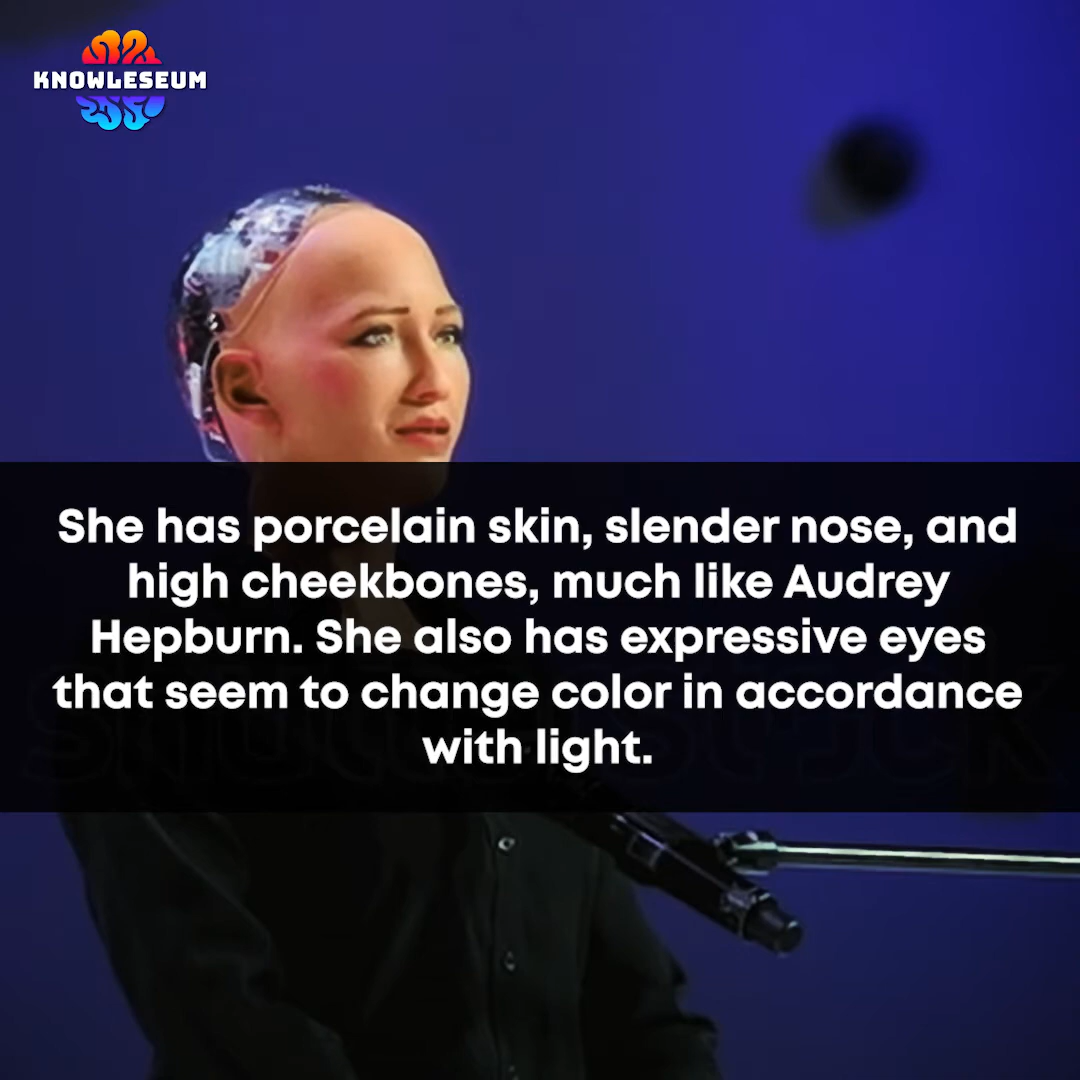 KNOWLESEUM
She has porcelain skin, slender nose, and
high cheekbones, much like Audrey
Hepburn. She also has expressive eyes
that seem to change color in accordance
with light.
shutterstock